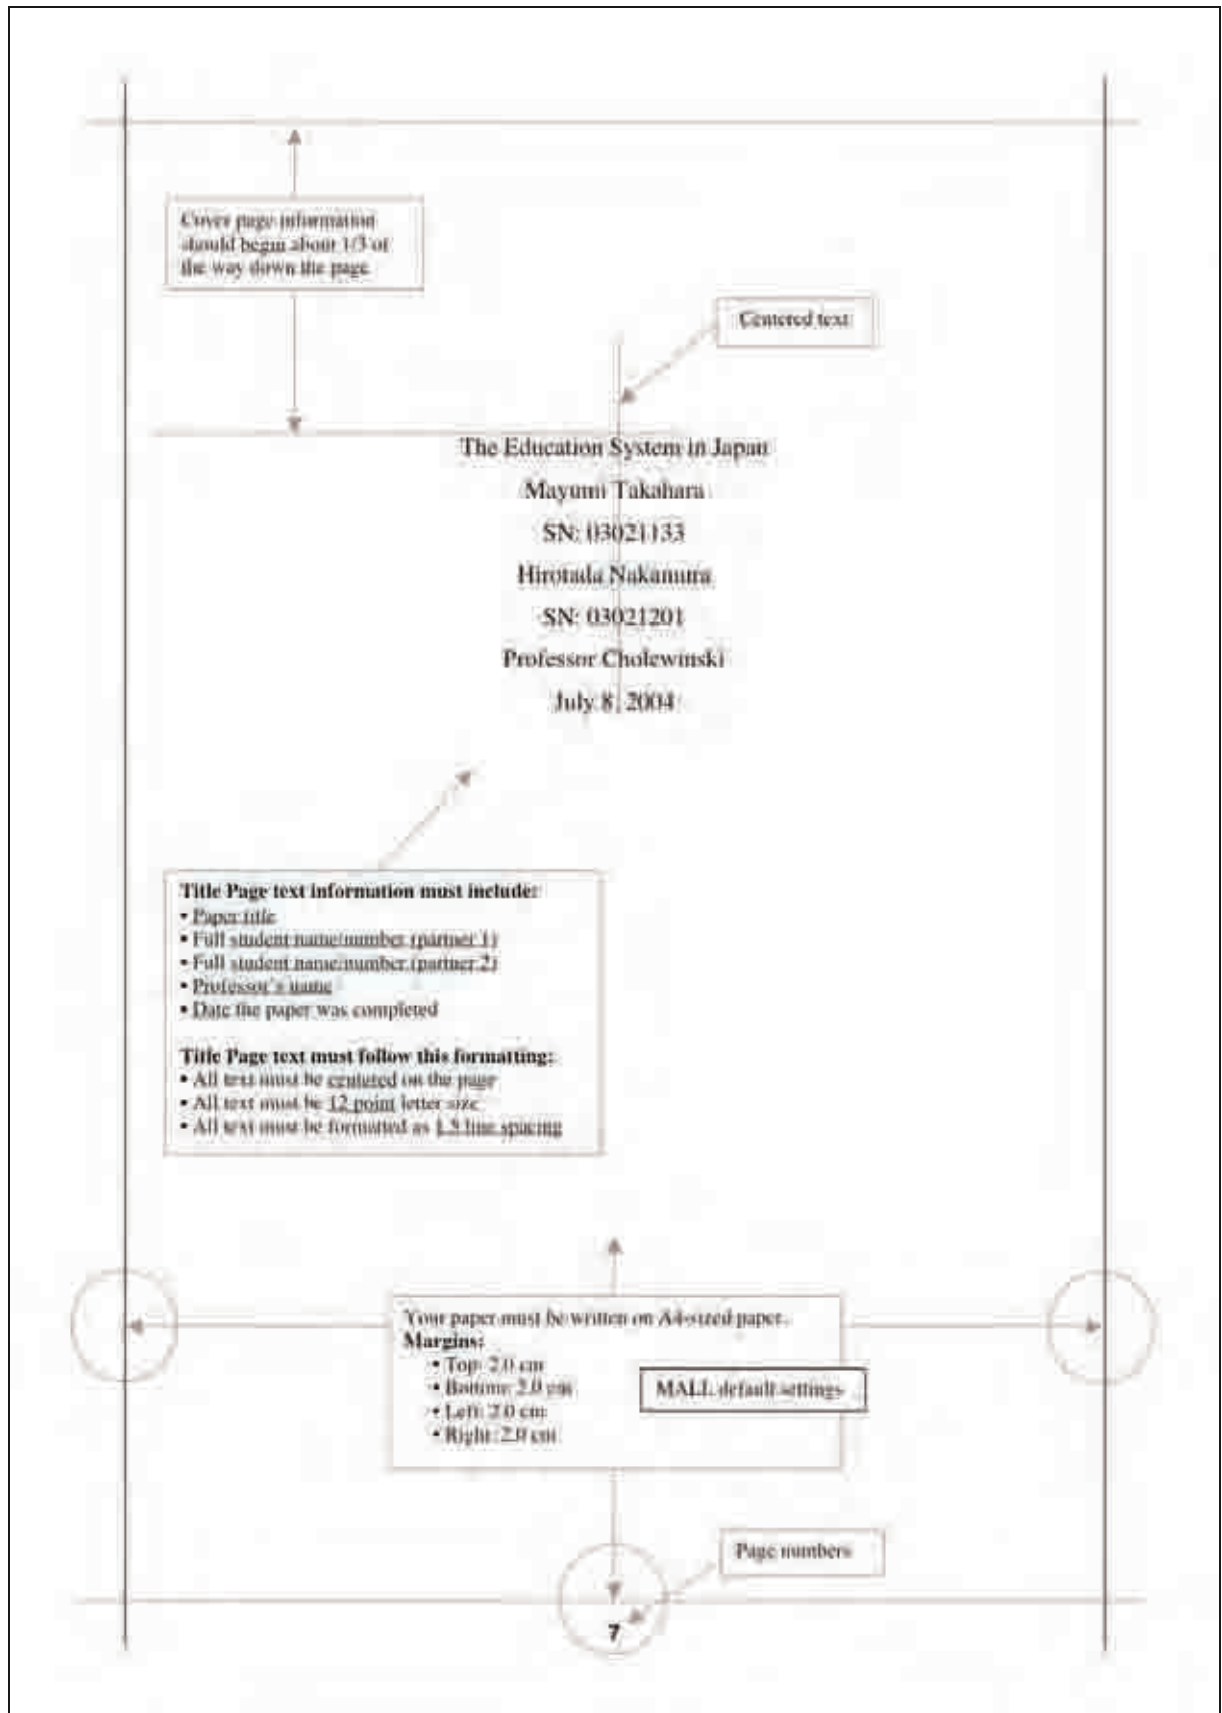 Cover page information
should begin about 1/3 of
the way down the page
Centered text
The Education System in Japan
Mayumi Takahara
SN: 03021133
Hirotada Nakamura
SN: 03021201
Professor Cholewinski
July 8, 2004
Title Page text information must include:
• Paper title
• Full student name/number (partner 1)
• Full student name/number (partner 2)
• Professor's name
• Date the paper was completed
Title Page text must follow this formatting:
• All text must be centered on the page
• All text must be 12 point letter size
• All text must be formatted as 1.5 line spacing
Your paper must be written on A4-sized paper.
Margins:
• Top: 2.0 cm
• Bottom: 2.0 cm
• Left: 2.0 cm
• Right: 2.0 cm
MALL default settings
Page numbers
7